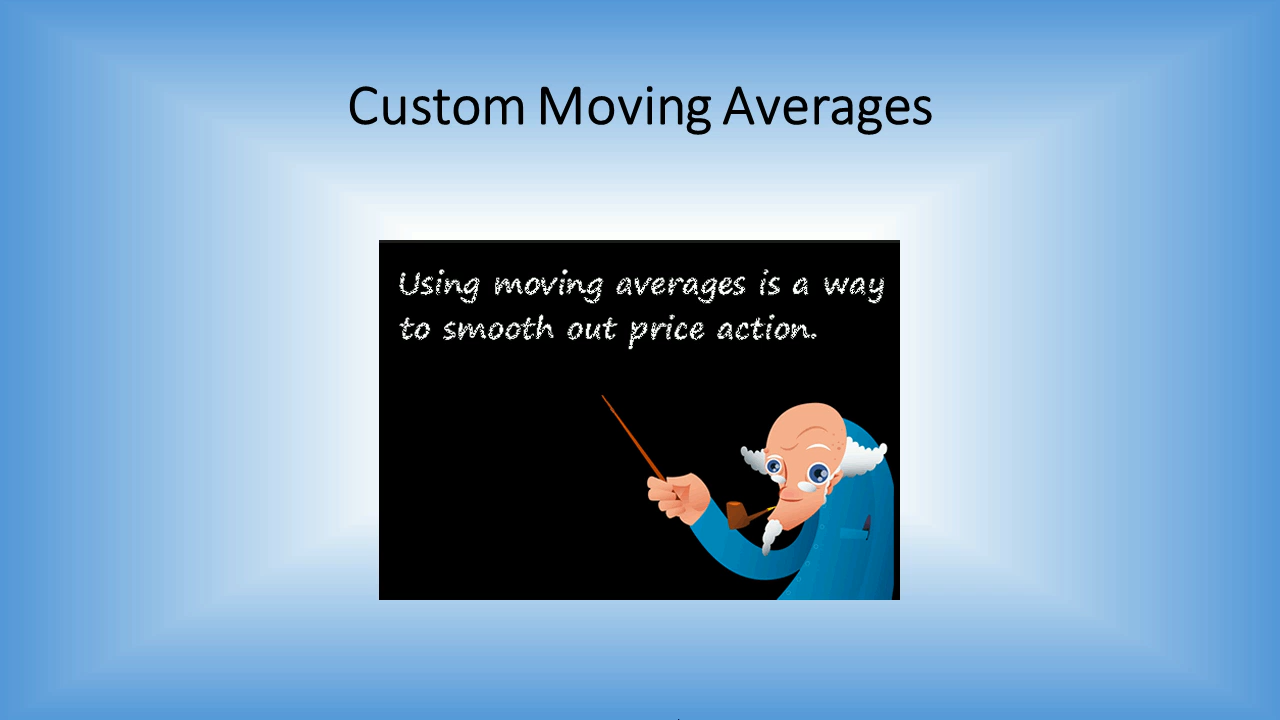 Custom Moving Averages
Using moving averages is a way
to smooth out price action.